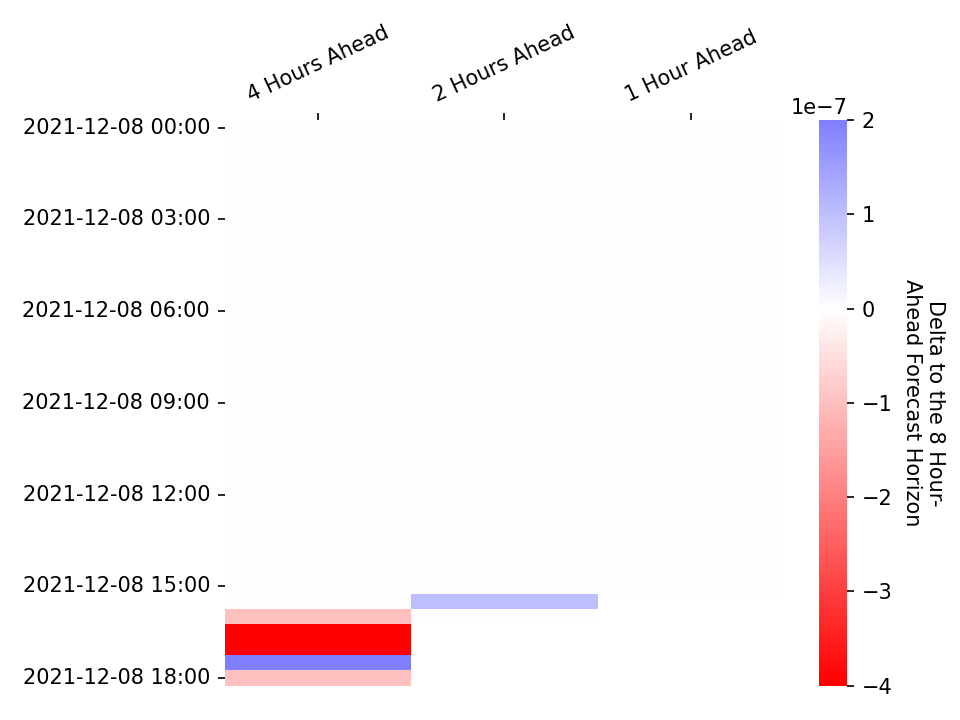 4 Hours Ahead
2 Hours Ahead
1 Hour Ahead
2021-12-08 00:00
2021-12-08 03:00
2021-12-08 06:00
2021-12-08 09:00
2021-12-08 12:00
2021-12-08 15:00
2021-12-08 18:00
1e−7
2
1
0
−1
−2
−3
−4
Delta to the 8 Hour-
Ahead Forecast Horizon